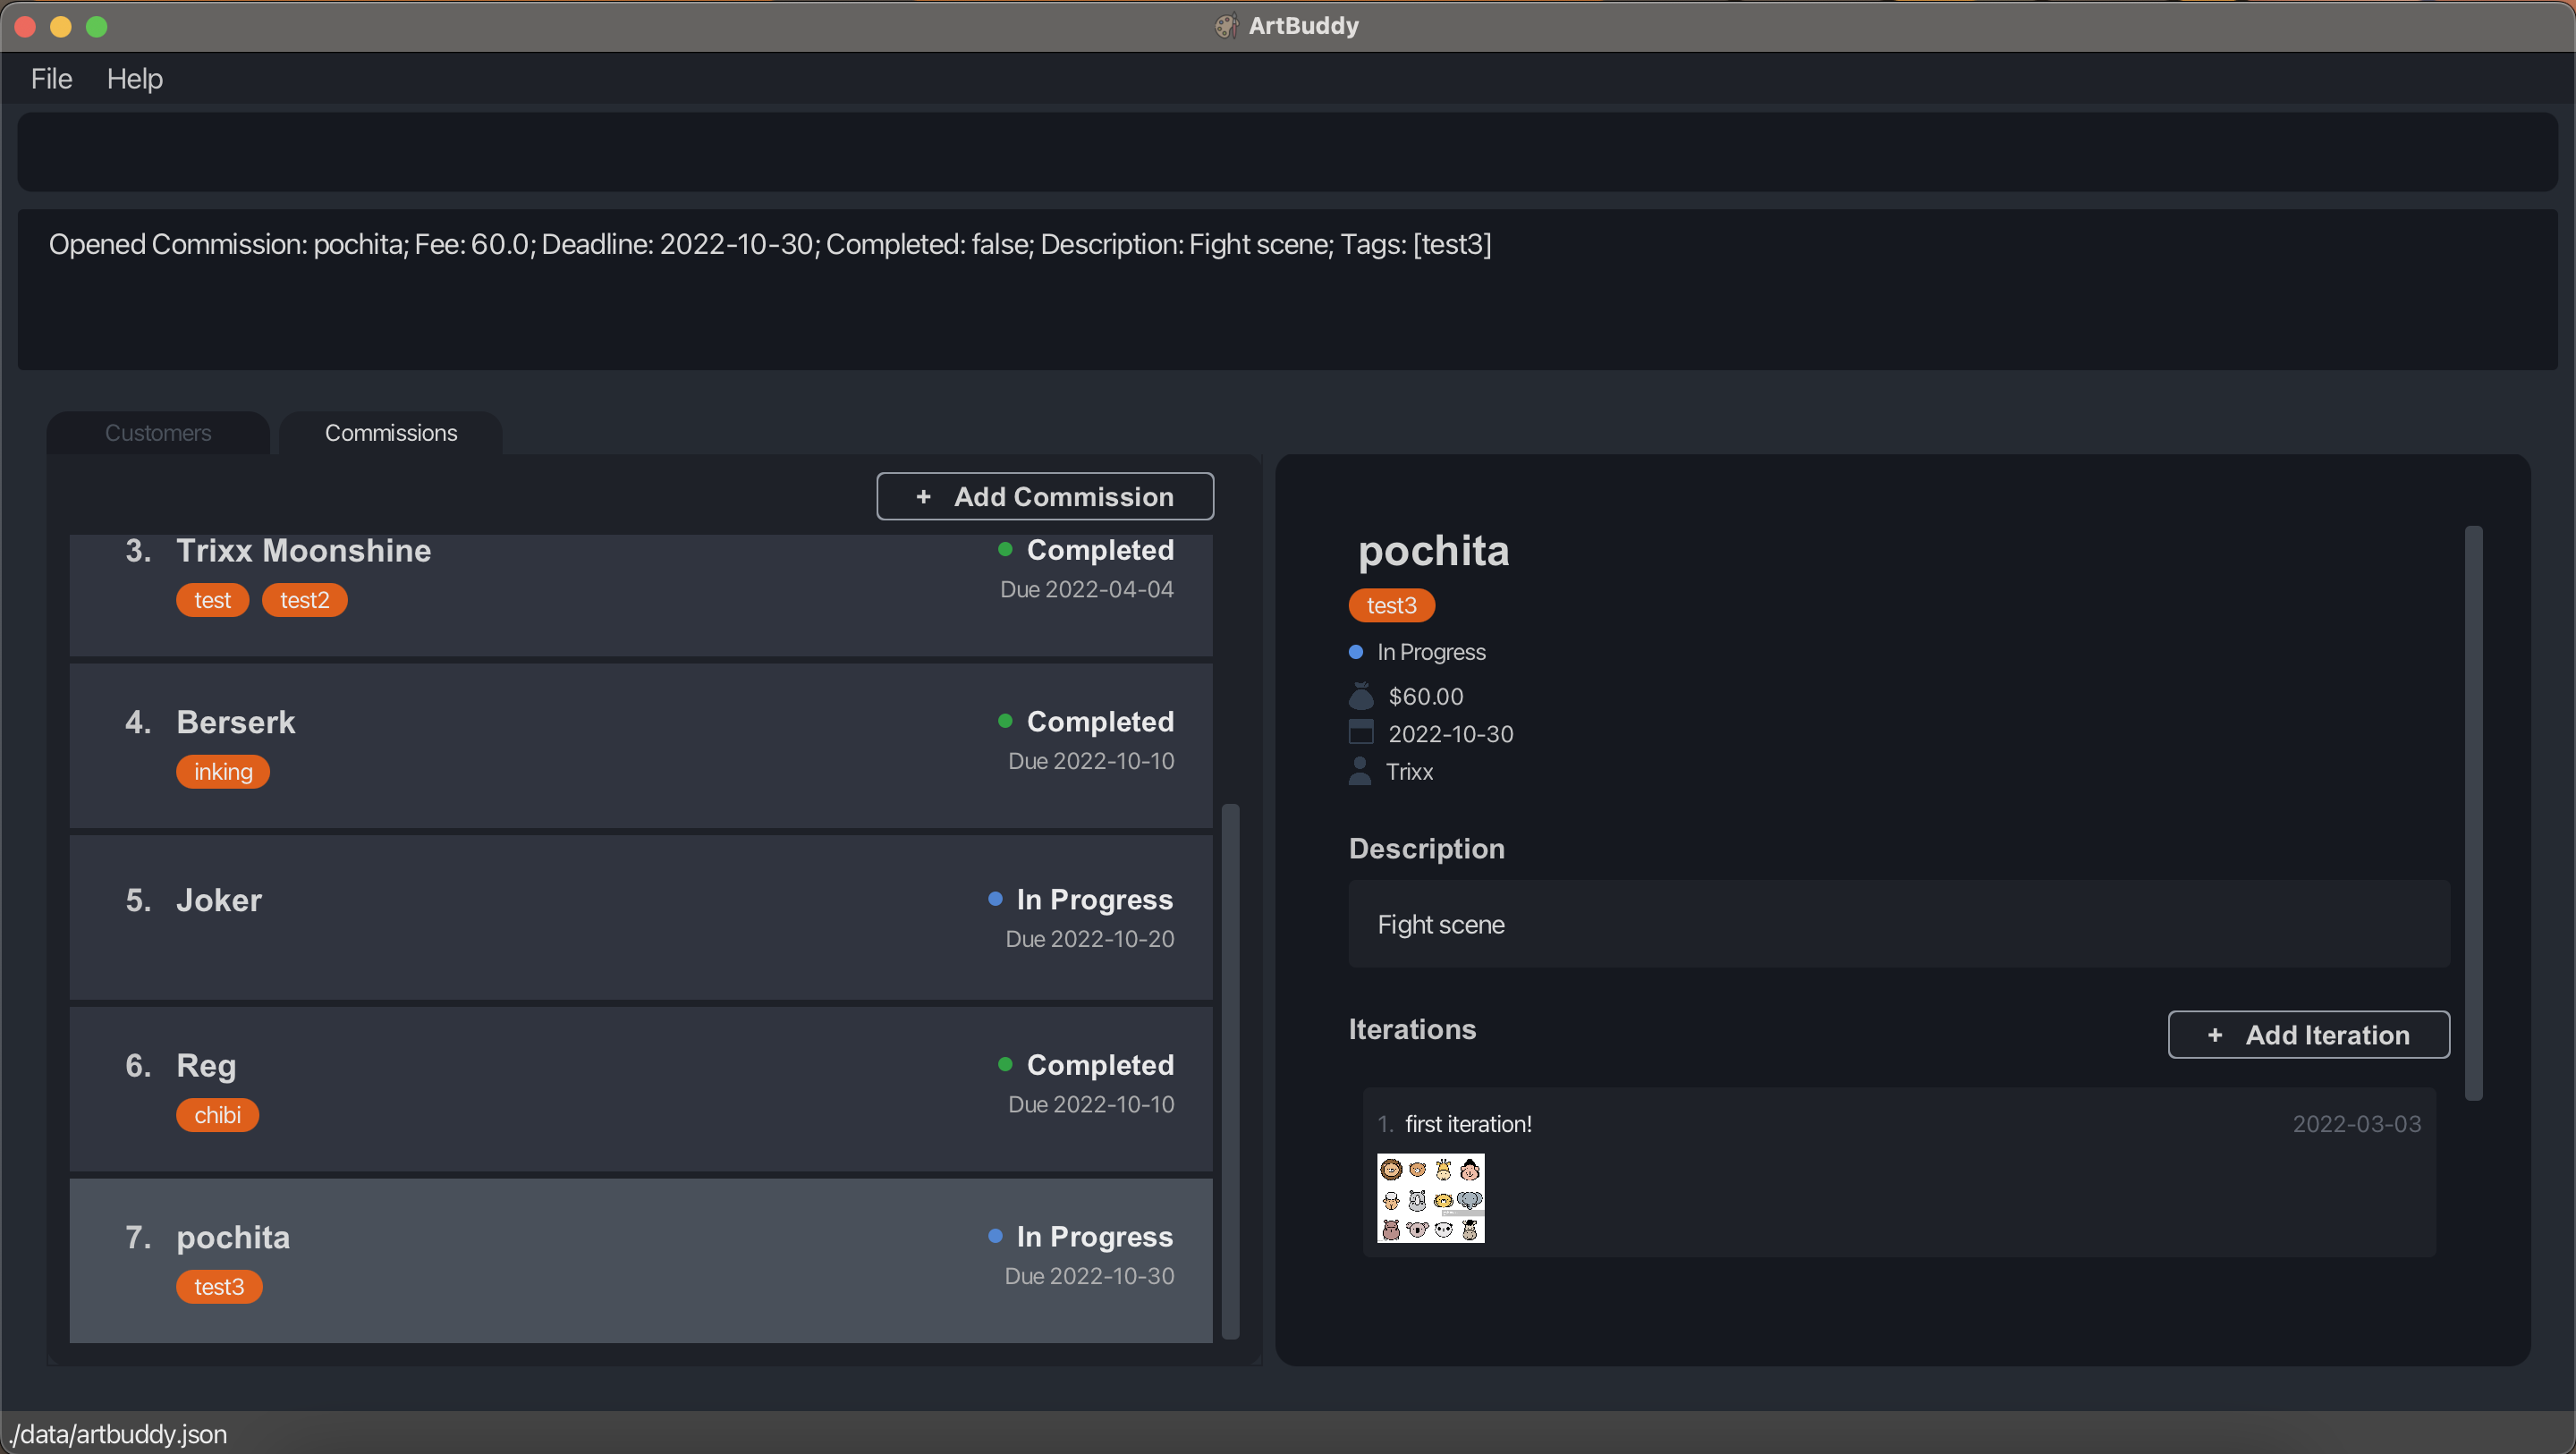 ArtBuddy
File Help
Opened Commission: pochita; Fee: 60.0; Deadline: 2022-10-30; Completed: false; Description: Fight scene; Tags: [test3]
Customers Commissions
+ Add Commission
3. Trixx Moonshine
Completed
test test2
Due 2022-04-04
4. Berserk
Completed
inking
Due 2022-10-10
5. Joker
In Progress
Due 2022-10-20
6. Reg
Completed
chibi
Due 2022-10-10
7. pochita
In Progress
test3
Due 2022-10-30
pochita
test3
In Progress
$60.00
2022-10-30
Trixx
Description
Fight scene
Iterations
+ Add Iteration
1. first iteration!
2022-03-03
./data/artbuddy.json